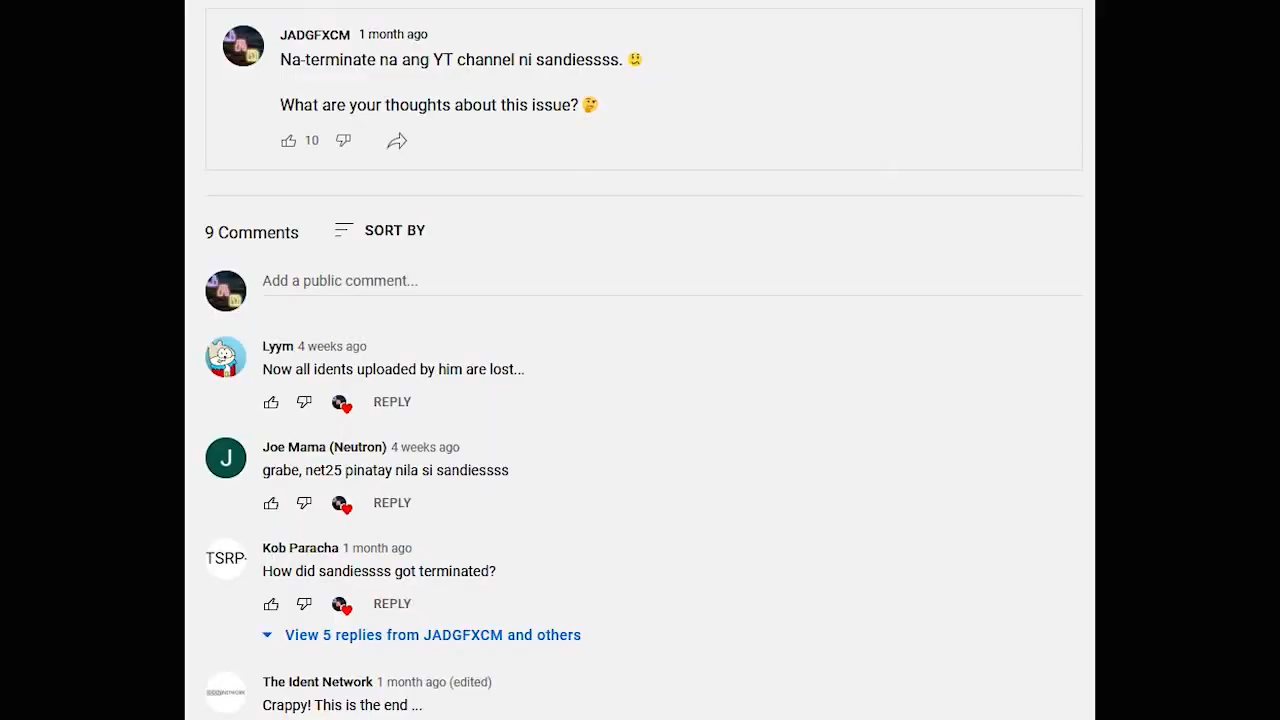 JADGFXCM 1 month ago
Na-terminate na ang YT channel ni sandiessss.
What are your thoughts about this issue?
10
9 Comments SORT BY
Add a public comment...
Lyym 4 weeks ago
Now all idents uploaded by him are lost...
REPLY
Joe Mama (Neutron) 4 weeks ago
J
grabe, net25 pinatay nila si sandiessss
REPLY
Kob Paracha 1 month ago
TSRP-
How did sandiessss got terminated?
REPLY
View 5 replies from JADGFXCM and others
The Ident Network 1 month ago (edited)
Crappy! This is the end ...